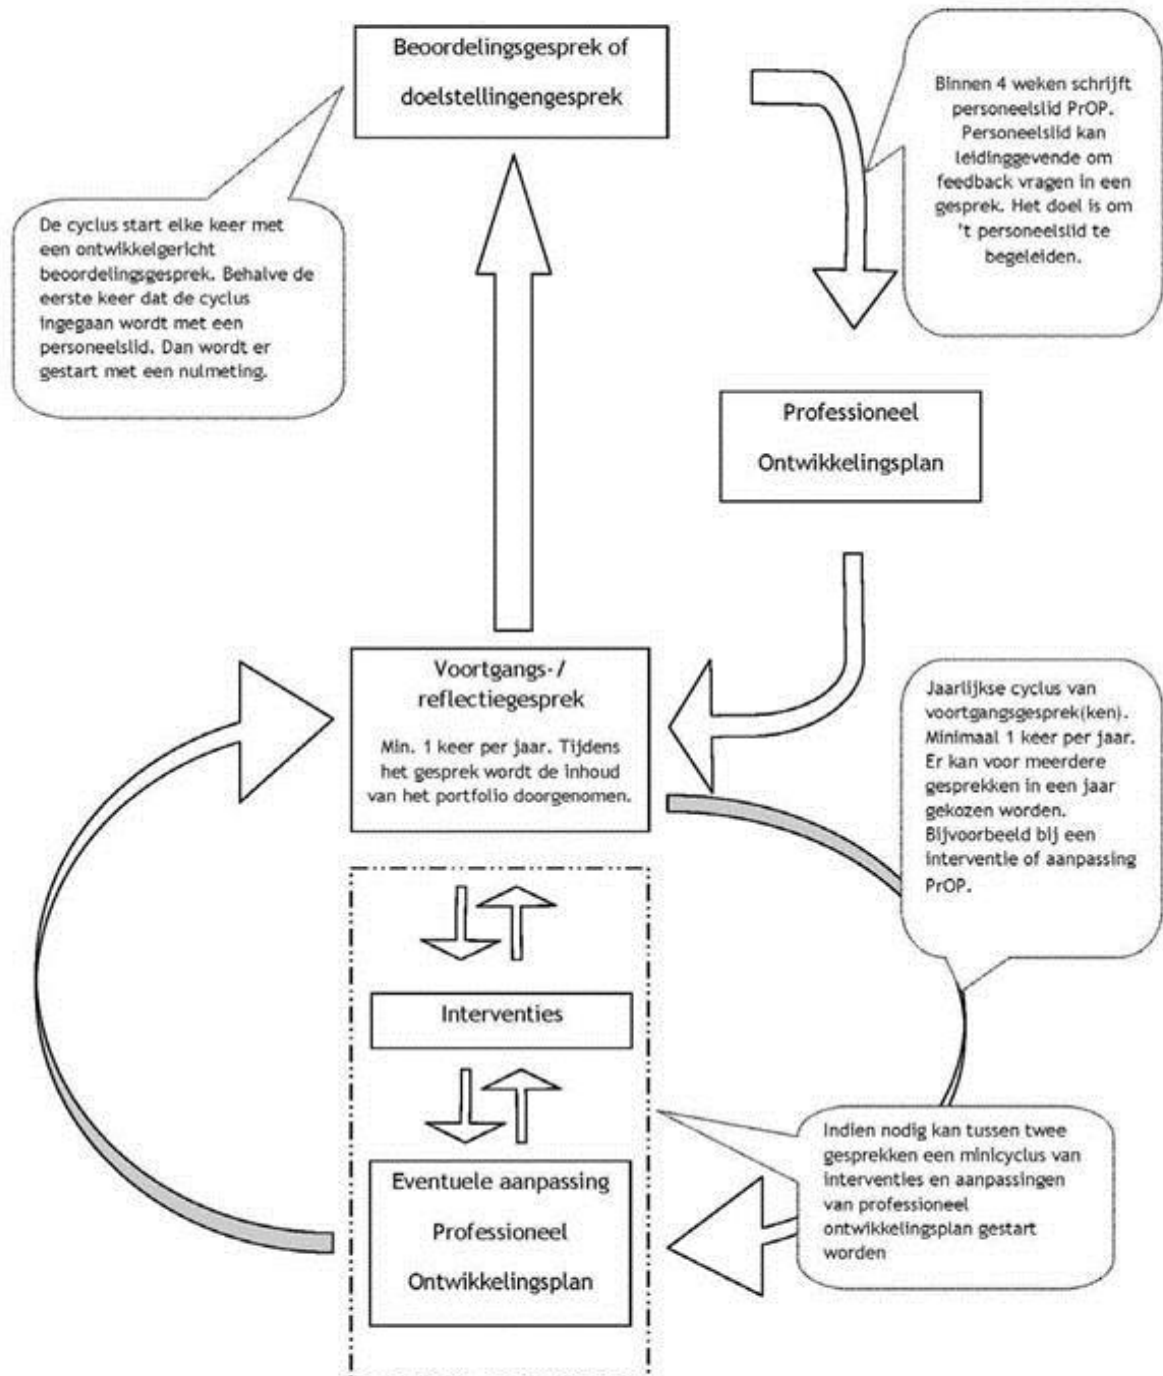 Beoordelingsgesprek of
doelstellingengesprek
Binnen 4 weken schrijft
personeelslid PrOP.
Personeelslid kan
leidinggevende om
feedback vragen in een
gesprek. Het doel is om
't personeelslid te
begeleiden.
De cyclus start elke keer met
een ontwikkelgericht
beoordelingsgesprek. Behalve de
eerste keer dat de cyclus
ingegaan wordt met een
personeelslid. Dan wordt er
gestart met een nulmeting.
Professioneel
Ontwikkelingsplan
Voortgangs-/
reflectiegesprek
Min. 1 keer per jaar. Tijdens
het gesprek wordt de inhoud
van het portfolio doorgenomen.
Jaarlijkse cyclus van
voortgangsgesprek(ken).
Minimaal 1 keer per jaar.
Er kan voor meerdere
gesprekken in een jaar
gekozen worden.
Bijvoorbeeld bij een
interventie of aanpassing
PrOP.
Interventies
Indien nodig kan tussen twee
gesprekken een minicyclus van
interventies en aanpassingen
van professioneel
ontwikkelingsplan gestart
worden
Eventuele aanpassing
Professioneel
Ontwikkelingsplan